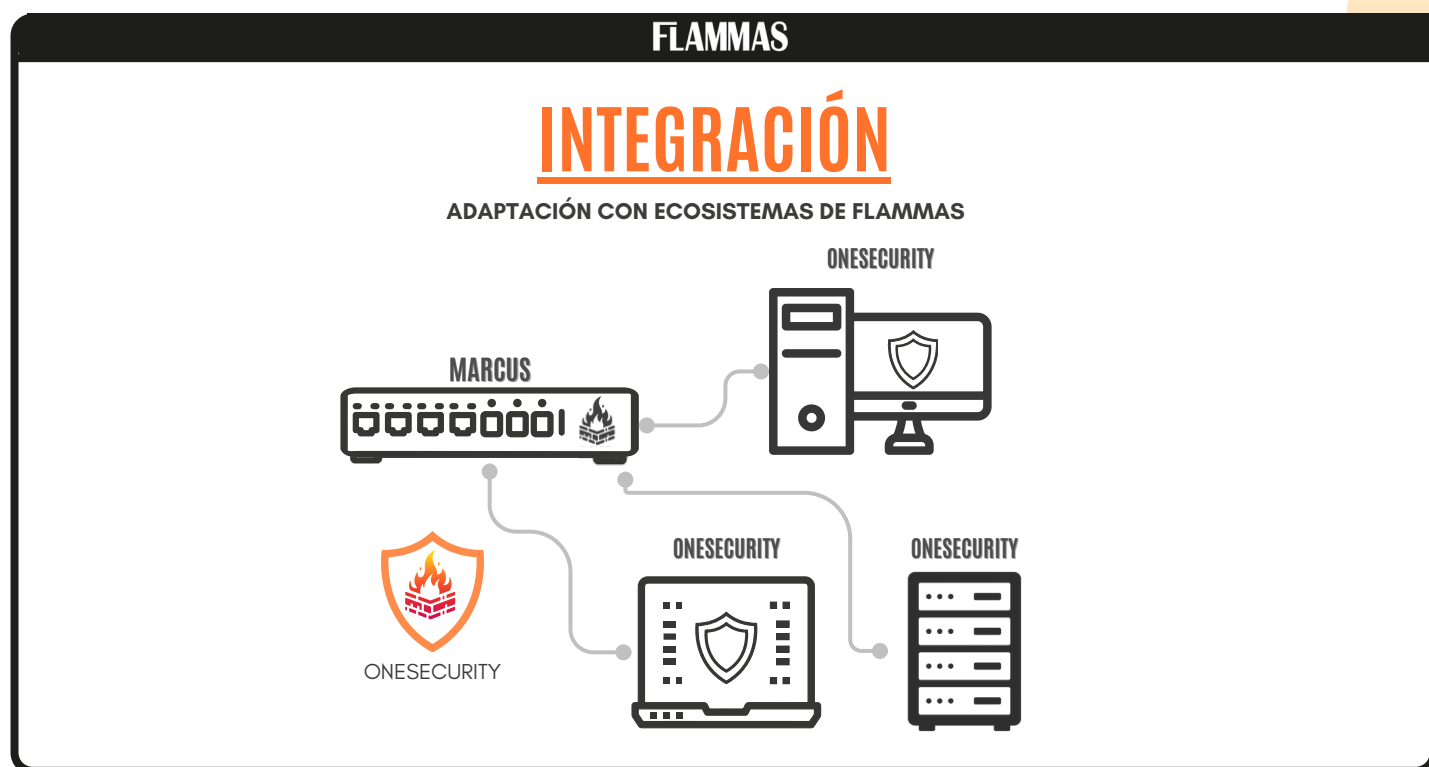 FLAMMAS
INTEGRACIÓN
ADAPTACIÓN CON ECOSISTEMAS DE FLAMMAS
ONESECURITY
MARCUS
ONESECURITY
ONESECURITY
ONESECURITY